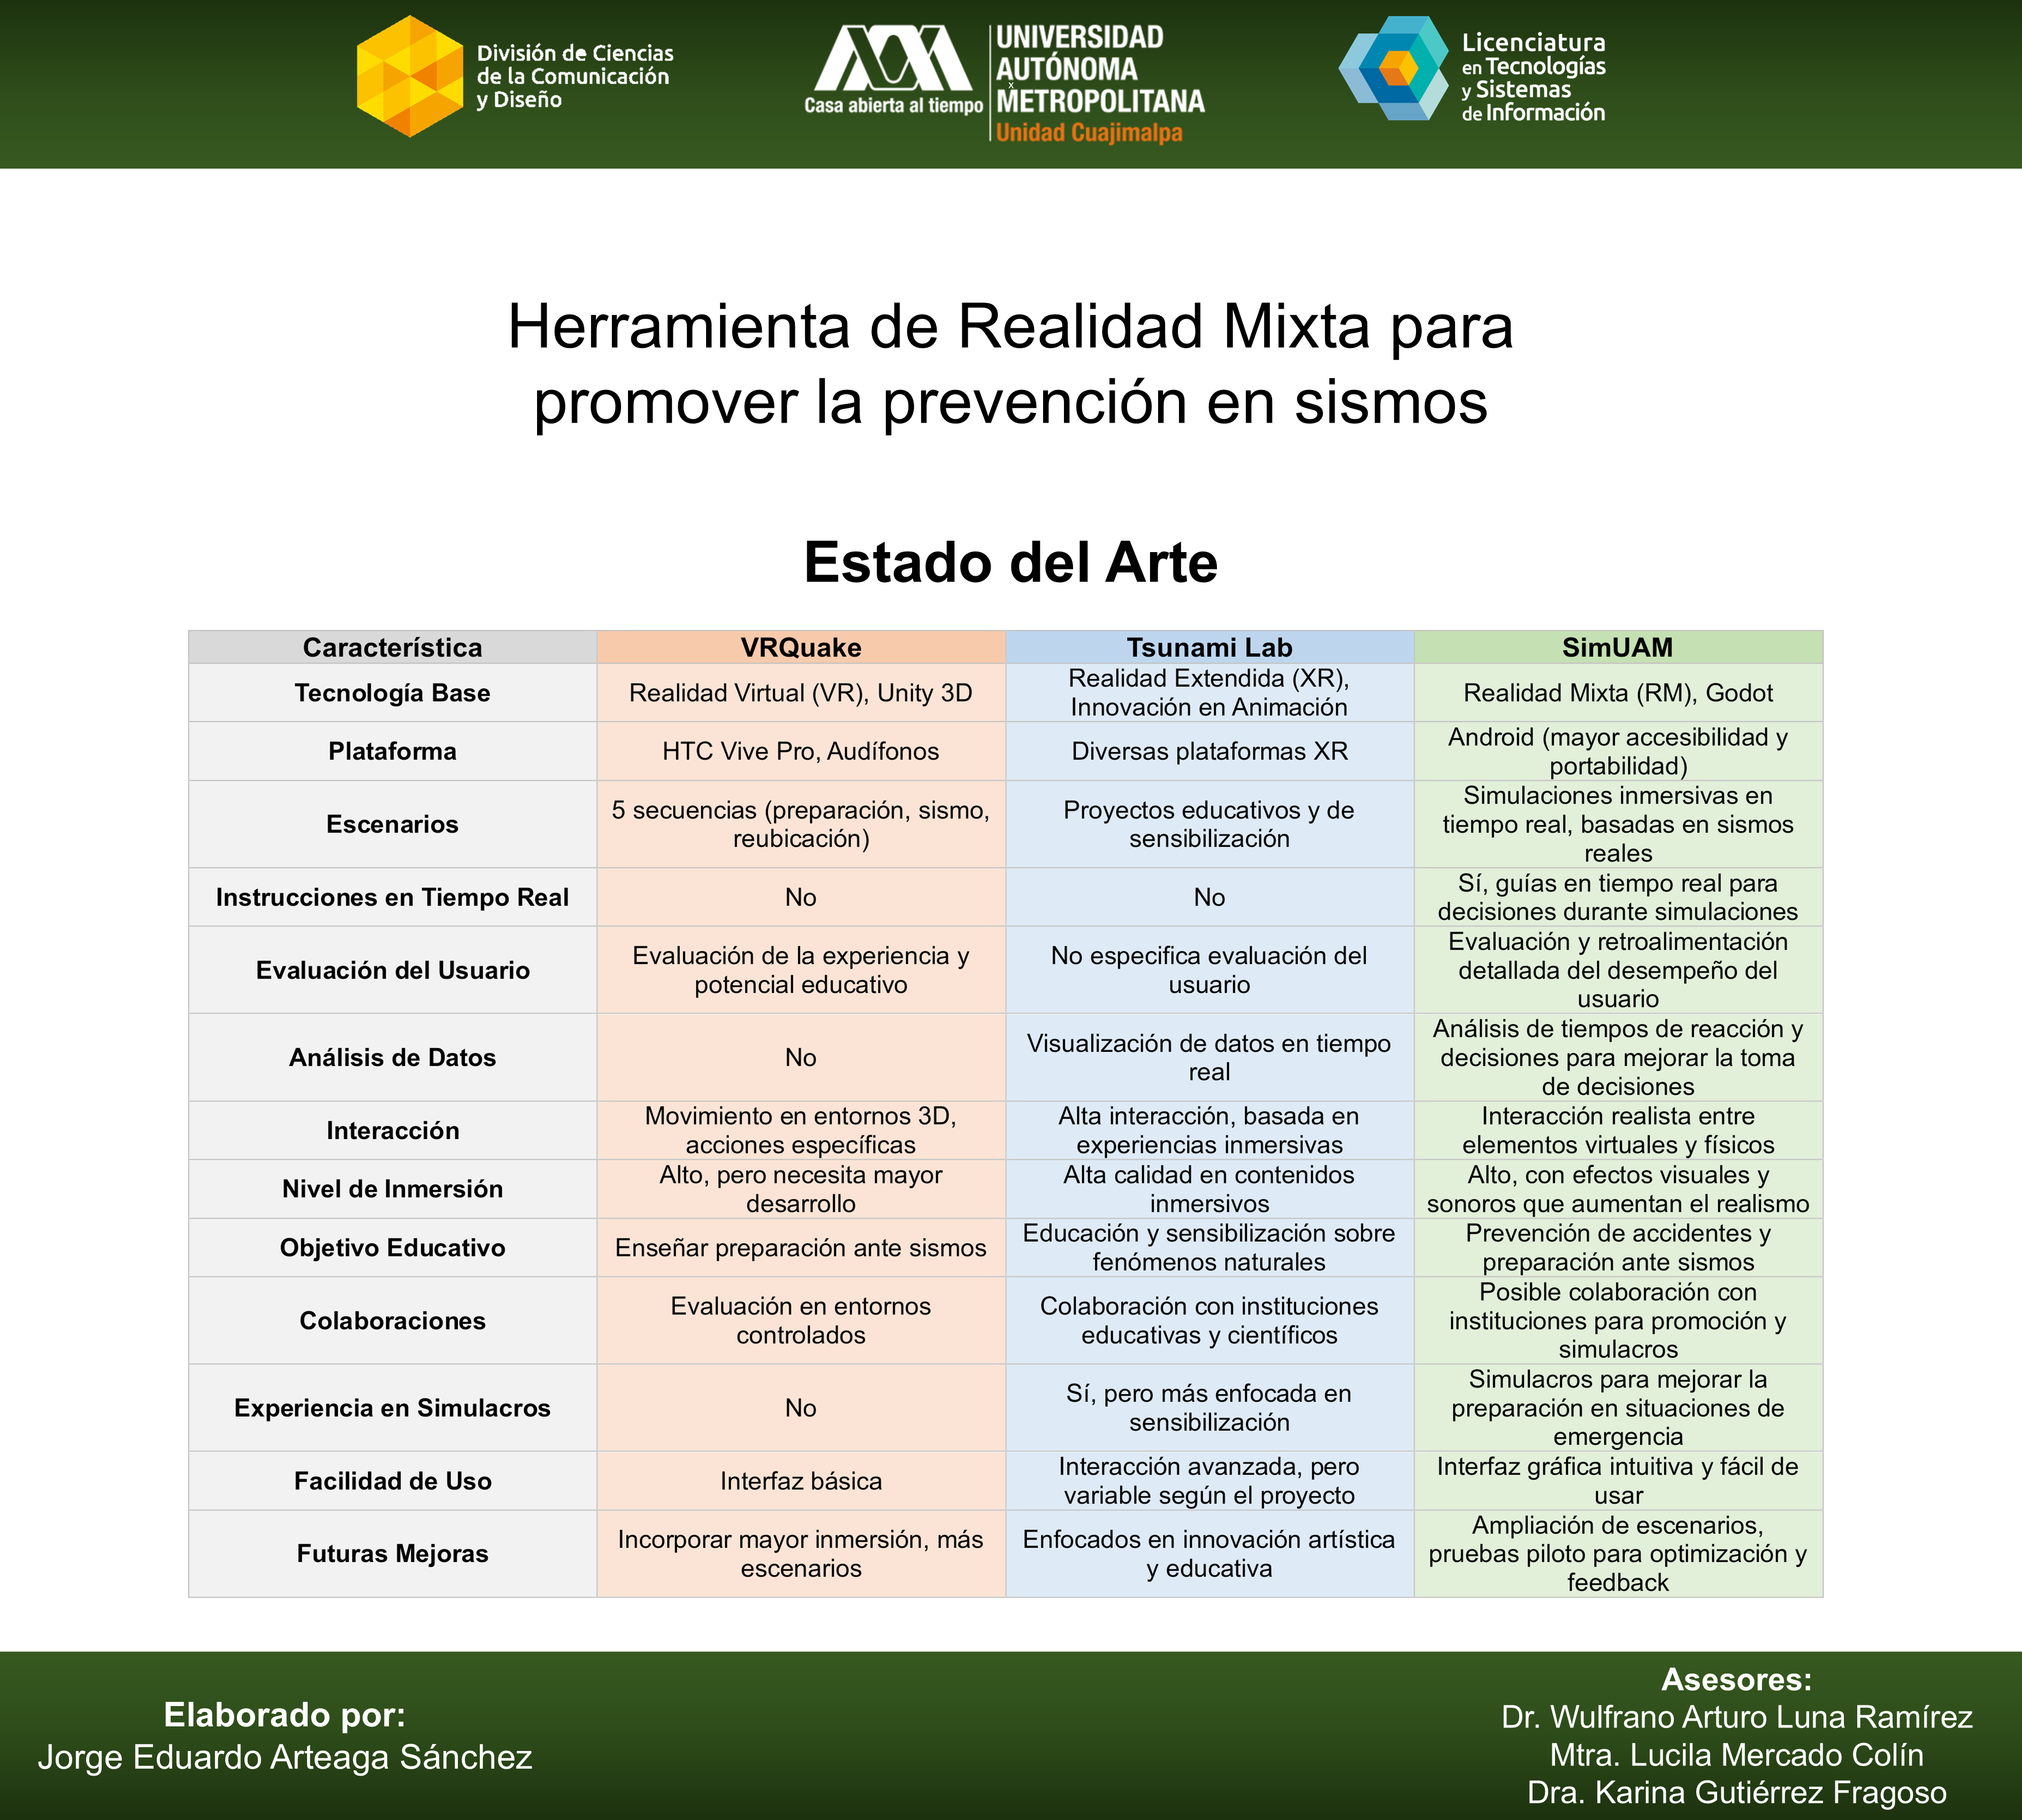 División de Ciencias
de la Comunicación
y Diseño
Casa abierta al tiempo
UNIVERSIDAD
AUTÓNOMA
x
METROPOLITANA
Unidad Cuajimalpa
Licenciatura
en Tecnologías
y Sistemas
de Información
Herramienta de Realidad Mixta para
promover la prevención en sismos
Estado del Arte
Característica
VRQuake
Tsunami Lab
SimUAM
Tecnología Base
Realidad Virtual (VR), Unity 3D
Realidad Extendida (XR),
Innovación en Animación
Realidad Mixta (RM), Godot
Plataforma
HTC Vive Pro, Audífonos
Diversas plataformas XR
Android (mayor accesibilidad y
portabilidad)
Escenarios
5 secuencias (preparación, sismo,
reubicación)
Proyectos educativos y de
sensibilización
Simulaciones inmersivas en
tiempo real, basadas en sismos
reales
Instrucciones en Tiempo Real
No
No
Sí, guías en tiempo real para
decisiones durante simulaciones
Evaluación del Usuario
Evaluación de la experiencia y
potencial educativo
No especifica evaluación del
usuario
Evaluación y retroalimentación
detallada del desempeño del
usuario
Análisis de Datos
No
Visualización de datos en tiempo
real
Análisis de tiempos de reacción y
decisiones para mejorar la toma
de decisiones
Interacción
Movimiento en entornos 3D,
acciones específicas
Alta interacción, basada en
experiencias inmersivas
Interacción realista entre
elementos virtuales y físicos
Nivel de Inmersión
Alto, pero necesita mayor
desarrollo
Alta calidad en contenidos
inmersivos
Alto, con efectos visuales y
sonoros que aumentan el realismo
Objetivo Educativo
Enseñar preparación ante sismos
Educación y sensibilización sobre
fenómenos naturales
Prevención de accidentes y
preparación ante sismos
Colaboraciones
Evaluación en entornos
controlados
Colaboración con instituciones
educativas y científicos
Posible colaboración con
instituciones para promoción y
simulacros
Experiencia en Simulacros
No
Sí, pero más enfocada en
sensibilización
Simulacros para mejorar la
preparación en situaciones de
emergencia
Facilidad de Uso
Interfaz básica
Interacción avanzada, pero
variable según el proyecto
Interfaz gráfica intuitiva y fácil de
usar
Futuras Mejoras
Incorporar mayor inmersión, más
escenarios
Enfocados en innovación artística
y educativa
Ampliación de escenarios,
pruebas piloto para optimización y
feedback
Elaborado por:
Jorge Eduardo Arteaga Sánchez
Asesores:
Dr. Wulfrano Arturo Luna Ramírez
Mtra. Lucila Mercado Colín
Dra. Karina Gutiérrez Fragoso